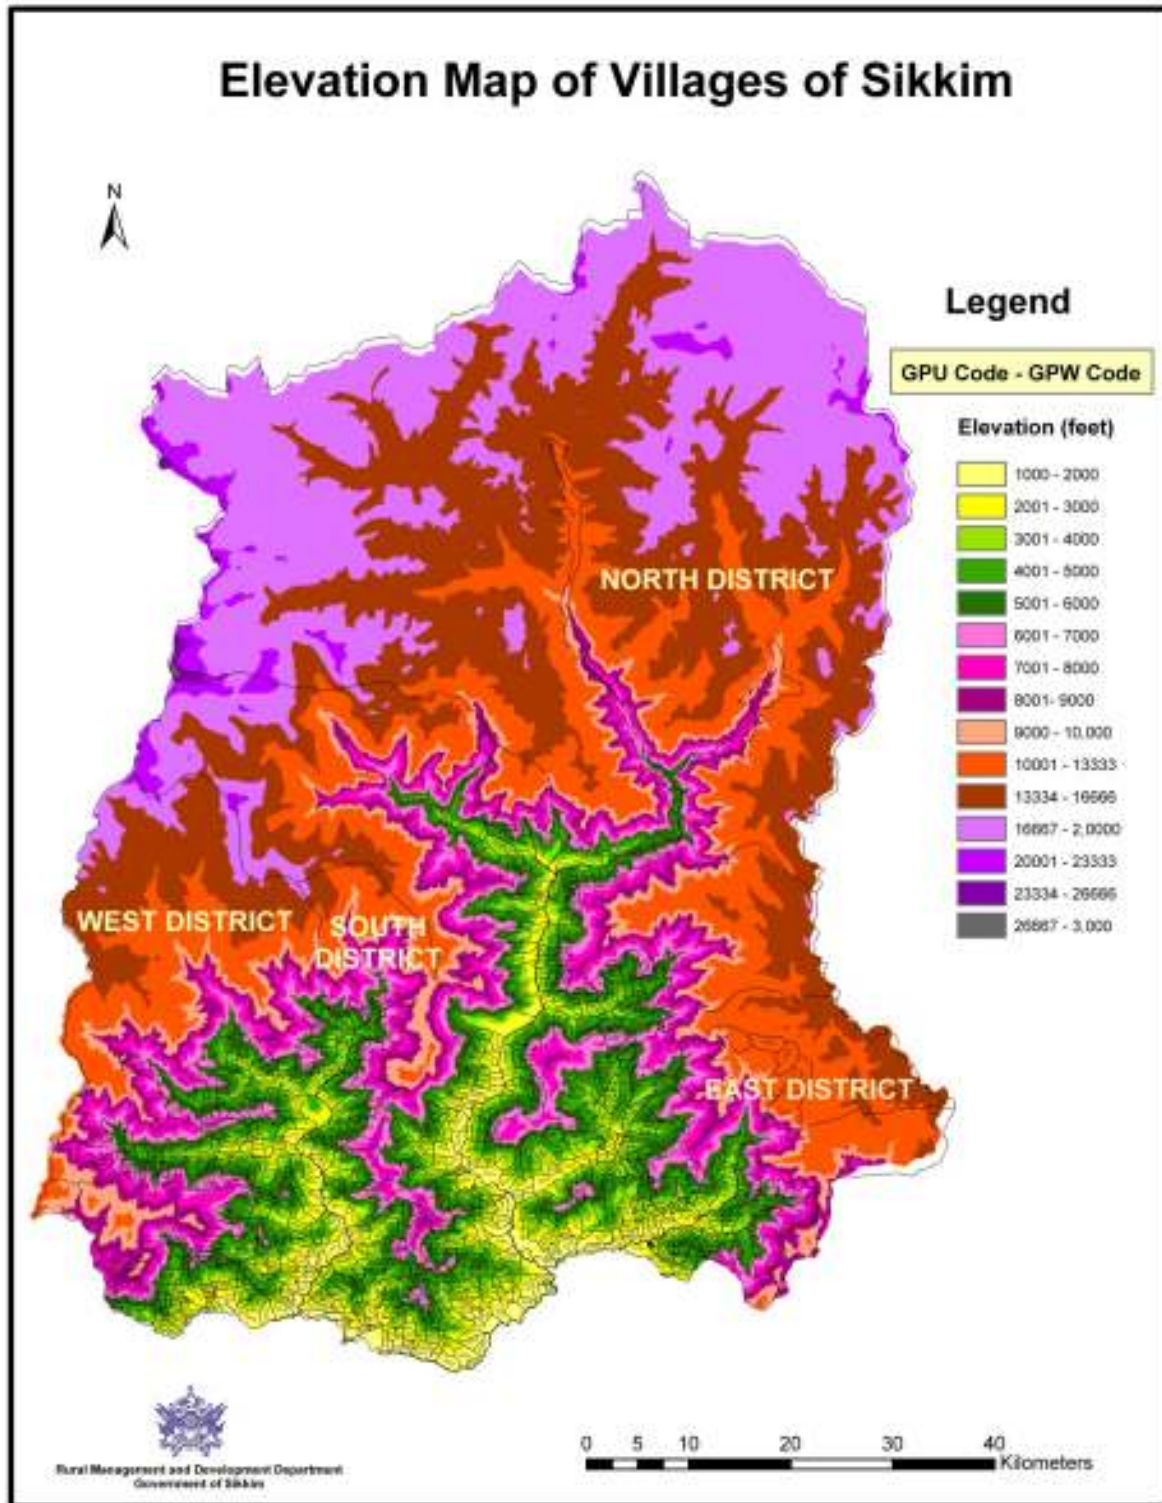 Elevation Map of Villages of Sikkim
N
Legend
GPU Code - GPW Code
Elevation (feet)
1000 - 2000
2001 - 3000
3001 - 4000
4001 - 5000
5001 - 6000
6001 - 7000
7001 - 8000
8001- 9000
9000 - 10,000
10001 - 13333
13334 - 16666
16667 - 2,0000
20001 - 23333
23334 - 26666
26667 - 3,000
NORTH DISTRICT
WEST DISTRICT
SOUTH
DISTRICT
EAST DISTRICT
0 5 10 20 30 40
Kilometers
Rural Management and Development Department
Government of Sikkim